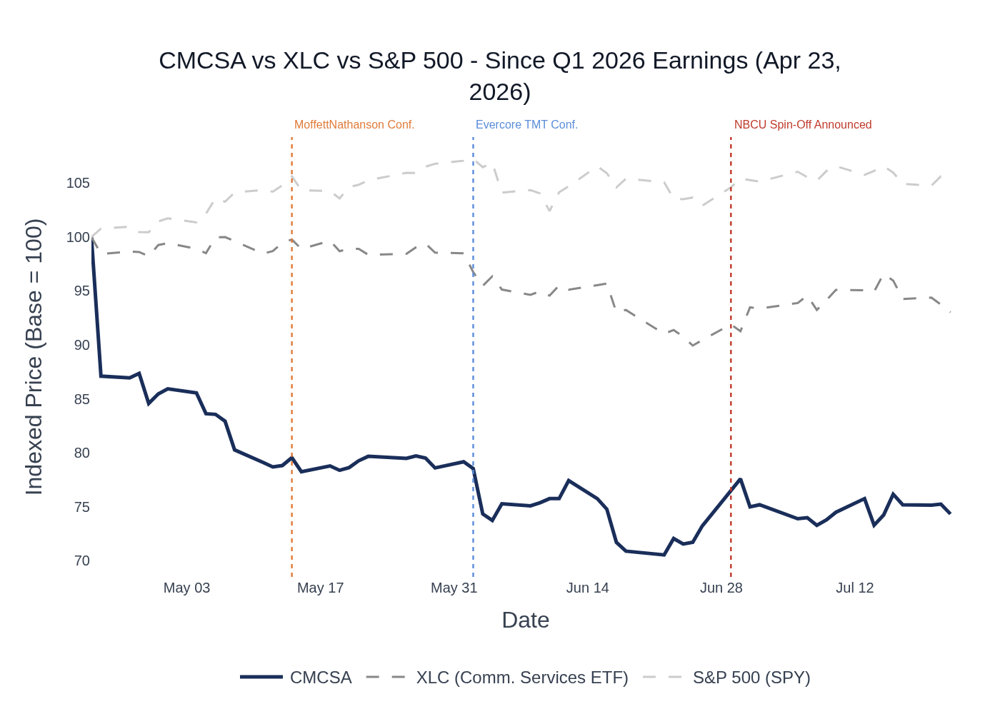 CMCSA vs XLC vs S&P 500 - Since Q1 2026 Earnings (Apr 23,
2026)
MoffettNathanson Conf.
Evercore TMT Conf.
NBCU Spin-Off Announced
Indexed Price (Base = 100)
105
100
95
90
85
80
75
70
May 03
May 17
May 31
Jun 14
Jun 28
Jul 12
Date
CMCSA
XLC (Comm. Services ETF)
S&P 500 (SPY)